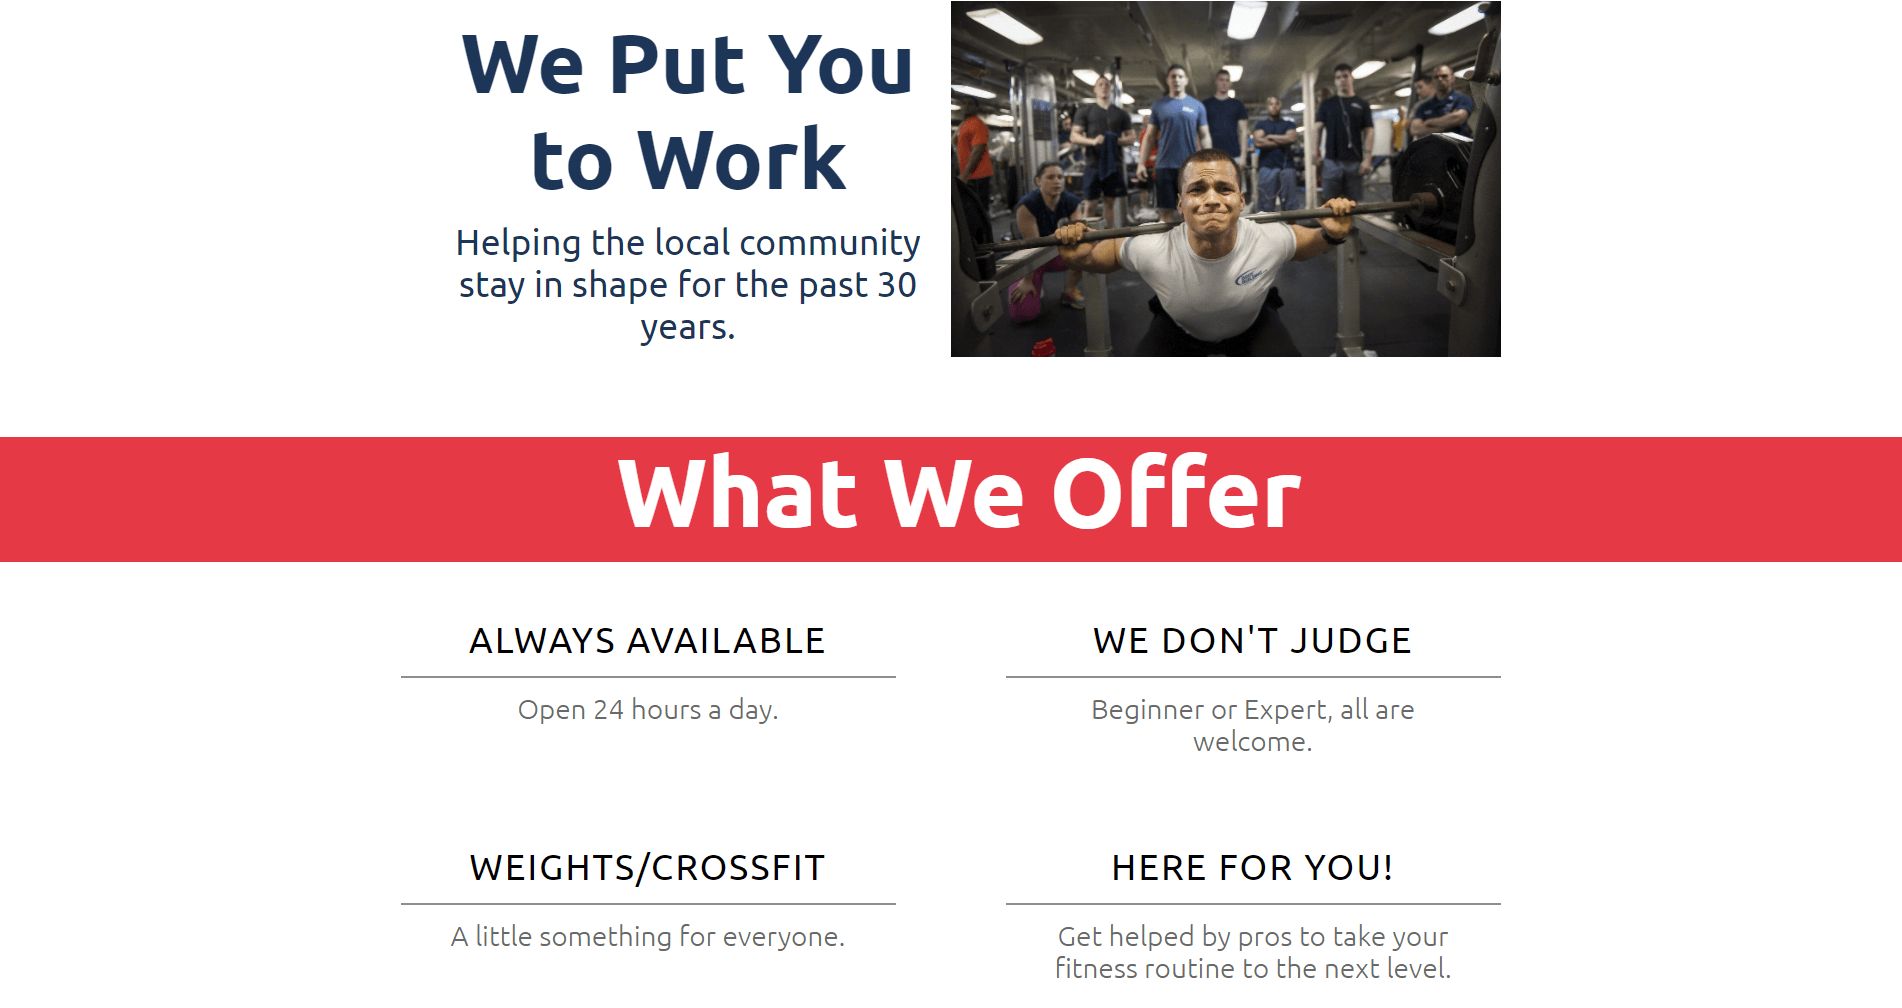 We Put You
to Work
Helping the local community
stay in shape for the past 30
years.
What We Offer
ALWAYS AVAILABLE
Open 24 hours a day.
WE DON'T JUDGE
Beginner or Expert, all are
welcome.
WEIGHTS/CROSSFIT
A little something for everyone.
HERE FOR YOU!
Get helped by pros to take your
fitness routine to the next level.